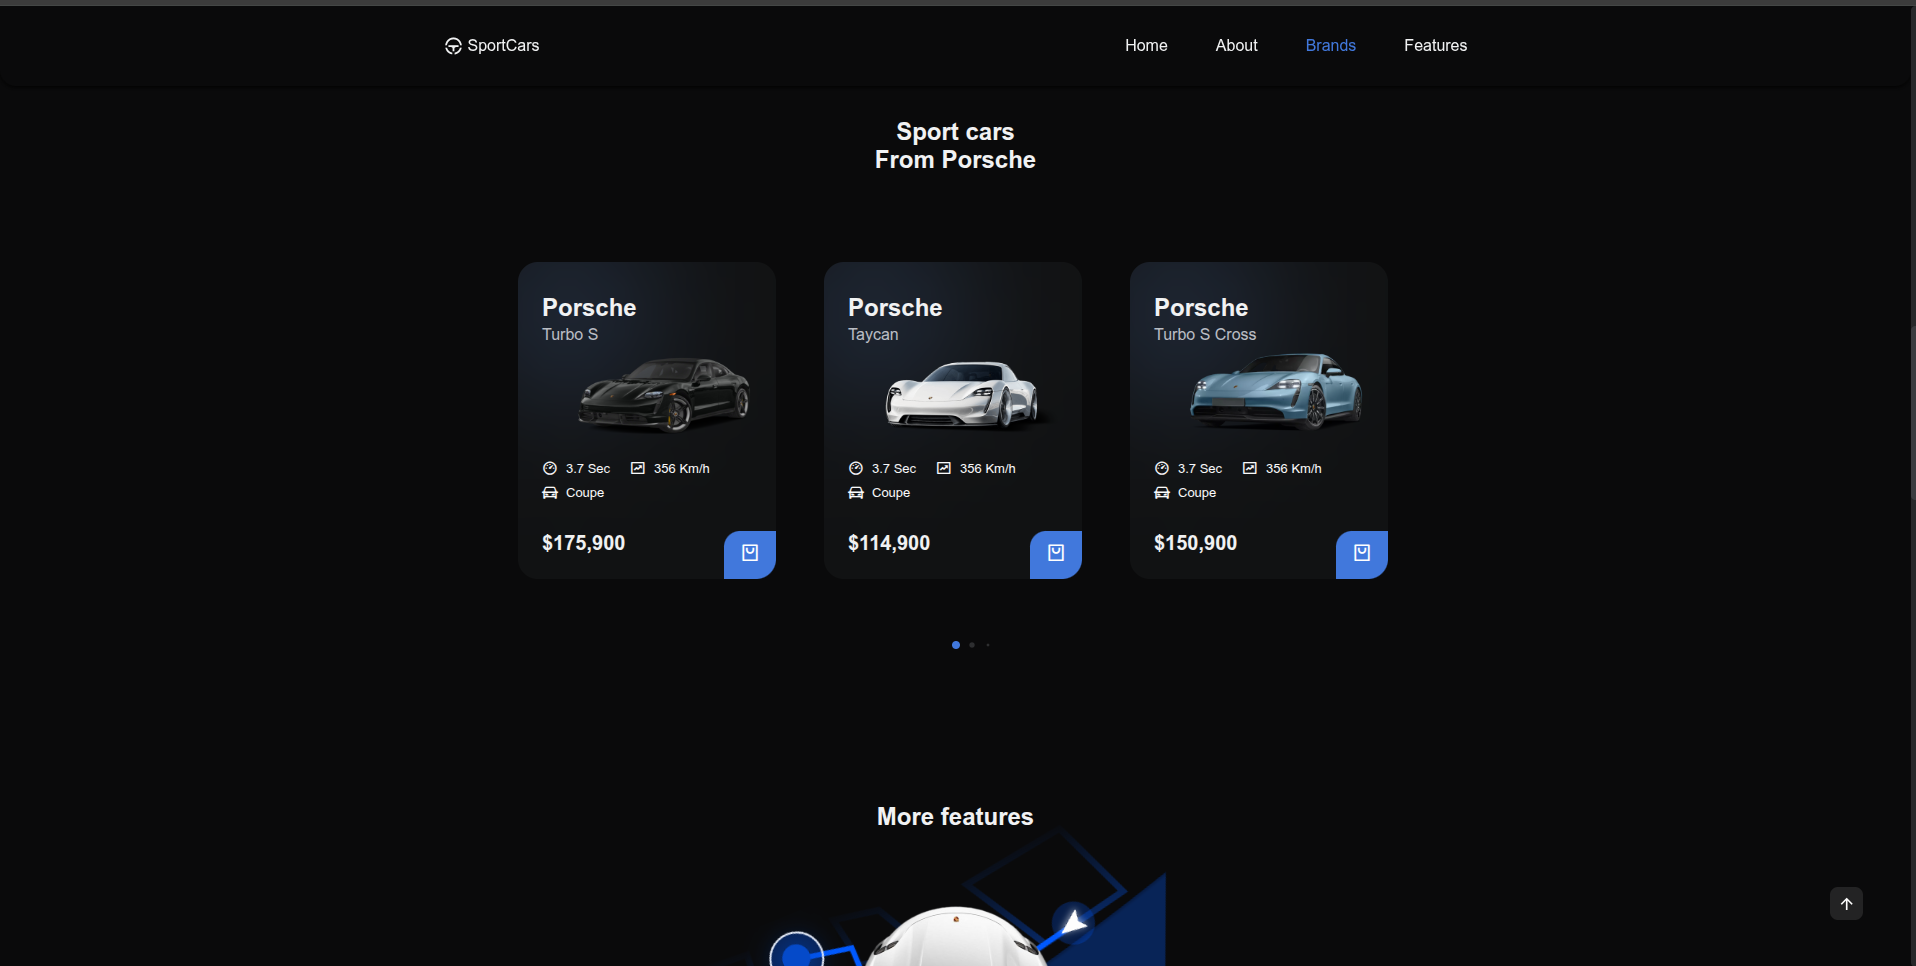 SportCars
Home
About
Brands
Features
Sport cars
From Porsche
Porsche
Turbo S
3.7 Sec
356 Km/h
Coupe
$175,900
Porsche
Taycan
3.7 Sec
356 Km/h
Coupe
$114,900
Porsche
Turbo S Cross
3.7 Sec
356 Km/h
Coupe
$150,900
More features